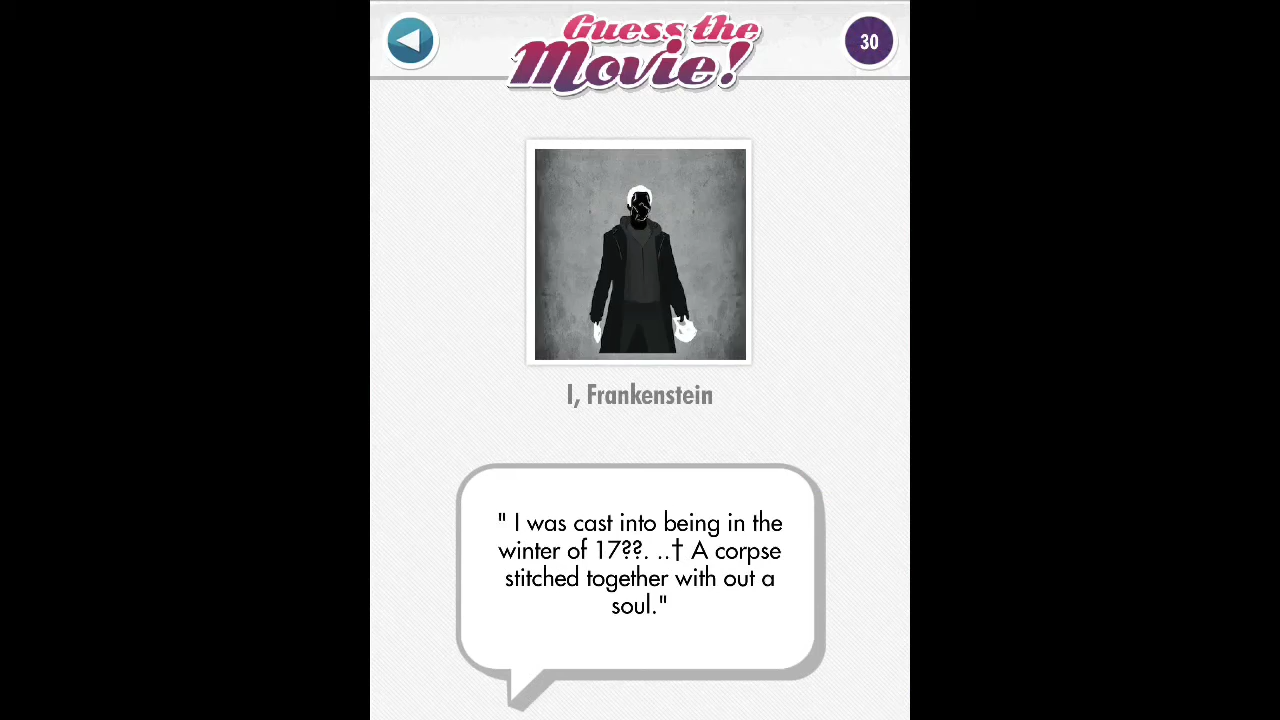 Guess the
Movie!
30
I, Frankenstein
" I was cast into being in the
winter of 17??. ..† A corpse
stitched together with out a
soul."